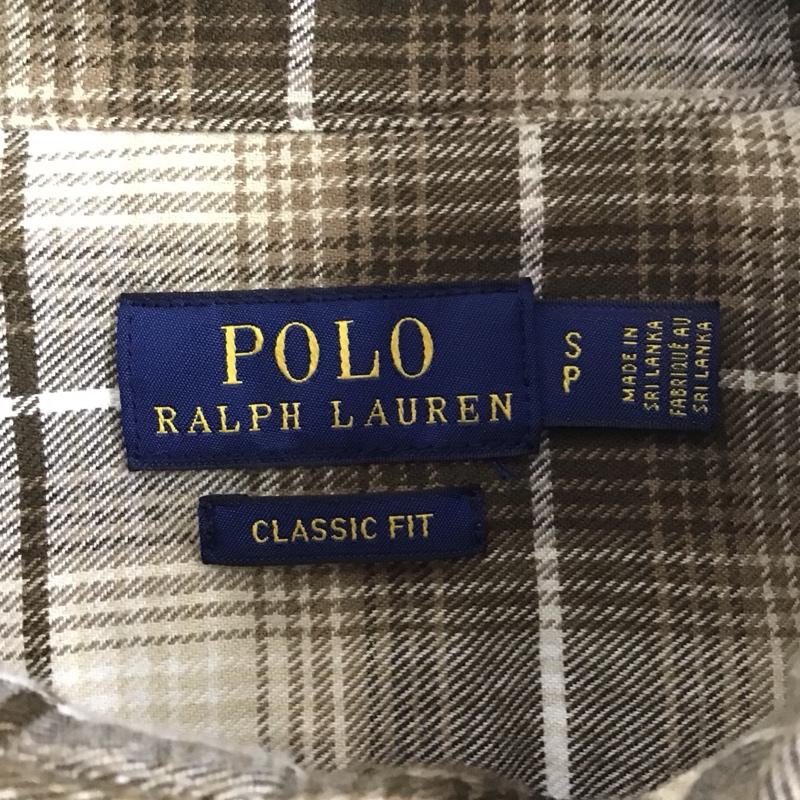 POLO
RALPH LAUREN
S
P
MADE IN
SRI LANKA
FABRIQUÉ AU
SRI LANKA
CLASSIC FIT